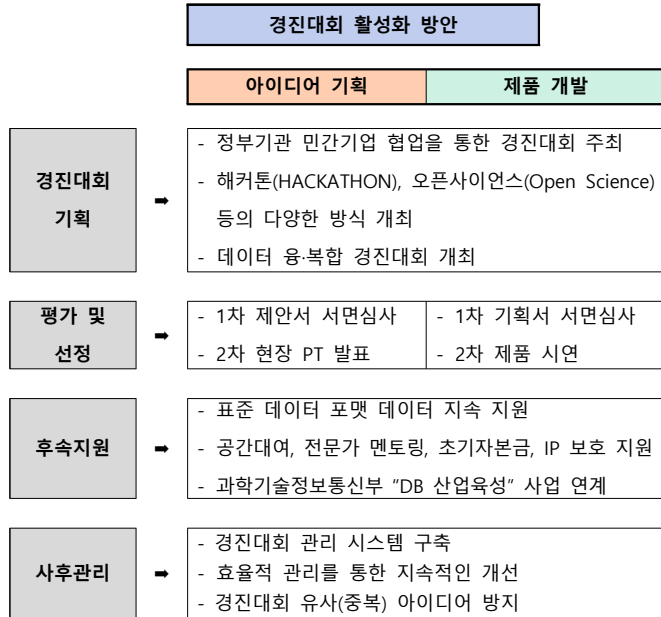 경진대회 활성화 방안
아이디어 기획
제품 개발
경진대회
기획
➡
- 정부기관 민간기업 협업을 통한 경진대회 주최
- 해커톤(HACKATHON), 오픈사이언스(Open Science)
등의 다양한 방식 개최
- 데이터 융·복합 경진대회 개최
평가 및
선정
➡
- 1차 제안서 서면심사
- 2차 현장 PT 발표
- 1차 기획서 서면심사
- 2차 제품 시연
후속지원
➡
- 표준 데이터 포맷 데이터 지속 지원
- 공간대여, 전문가 멘토링, 초기자본금, IP 보호 지원
- 과학기술정보통신부 "DB 산업육성" 사업 연계
사후관리
➡
- 경진대회 관리 시스템 구축
- 효율적 관리를 통한 지속적인 개선
- 경진대회 유사(중복) 아이디어 방지